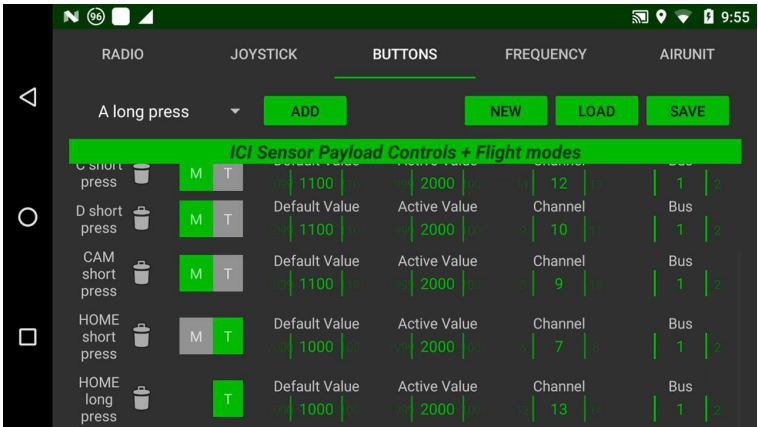 96 9:55
RADIO JOYSTICK BUTTONS FREQUENCY AIRUNIT
A long press ADD NEW LOAD SAVE
ICI Sensor Payload Controls + Flight modes
C short
press M T 1100 2000 12 1
D short
press M T Default Value 1100 Active Value 2000 Channel 10 Bus 1 2
CAM
short
press M T Default Value 1100 Active Value 2000 Channel 9 Bus 1 2
HOME
short
press M T Default Value 1000 Active Value 2000 Channel 7 Bus 1 2
HOME
long
press T Default Value 1000 Active Value 2000 Channel 13 Bus 1 2